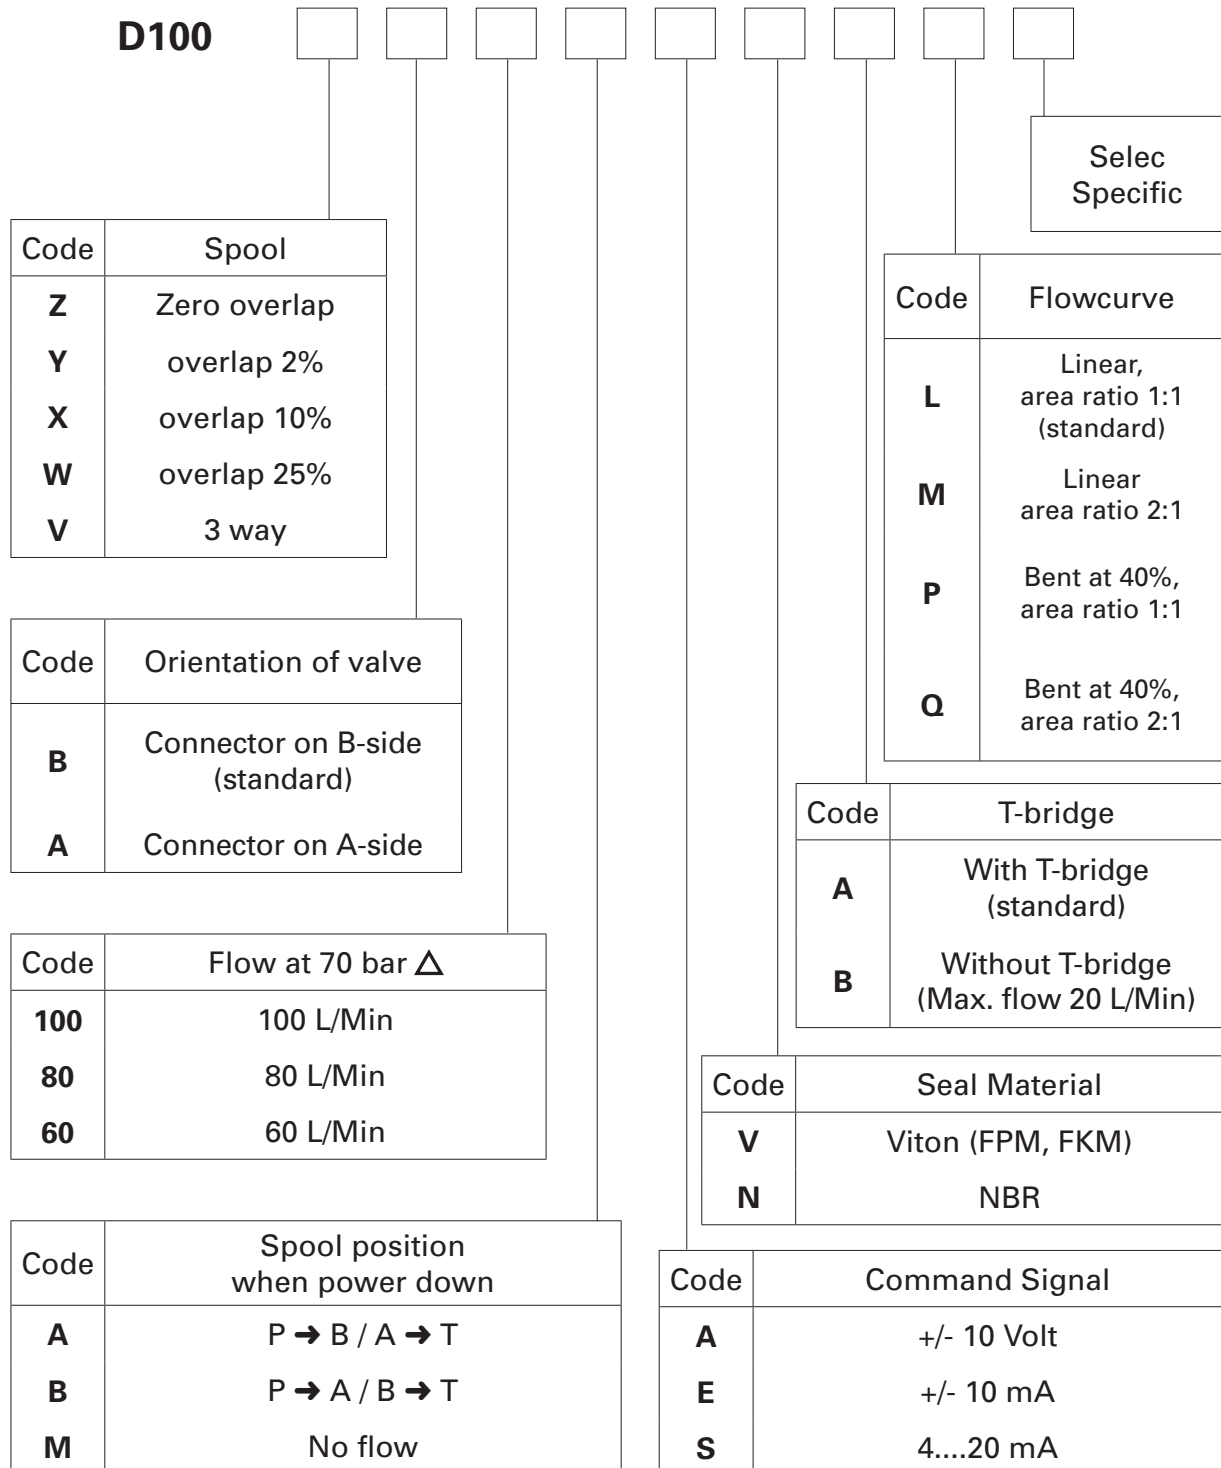 D100
Selec
Specific
Code Spool
Z Zero overlap
Y overlap 2%
X overlap 10%
W overlap 25%
V 3 way
Code Flowcurve
L Linear,
area ratio 1:1
(standard)
M Linear
area ratio 2:1
P Bent at 40%,
area ratio 1:1
Q Bent at 40%,
area ratio 2:1
Code Orientation of valve
B Connector on B-side
(standard)
A Connector on A-side
Code T-bridge
A With T-bridge
(standard)
B Without T-bridge
(Max. flow 20 L/Min)
Code Flow at 70 bar △
100 100 L/Min
80 80 L/Min
60 60 L/Min
Code Seal Material
V Viton (FPM, FKM)
N NBR
Code Spool position
when power down
A P ➜ B / A ➜ T
B P ➜ A / B ➜ T
M No flow
Code Command Signal
A +/- 10 Volt
E +/- 10 mA
S 4....20 mA